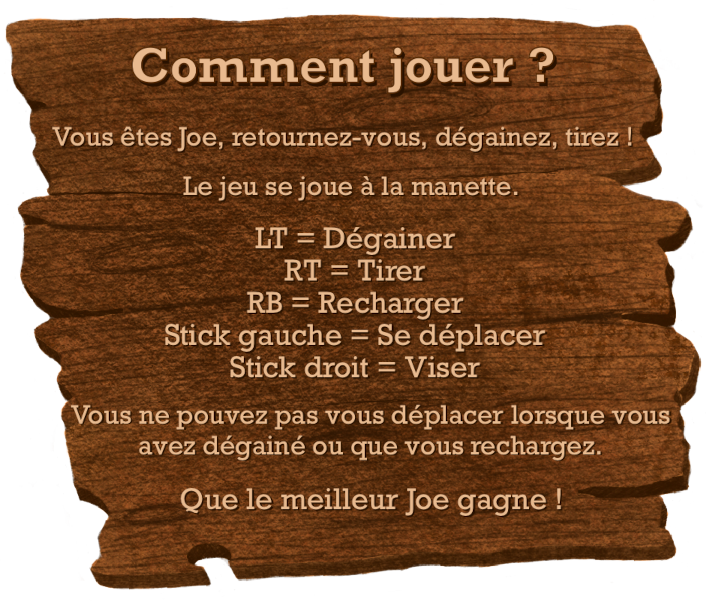 Comment jouer ?
Vous êtes Joe, retournez-vous, dégainez, tirez !
Le jeu se joue à la manette.
LT = Dégainer
RT = Tirer
RB = Recharger
Stick gauche = Se déplacer
Stick droit = Viser
Vous ne pouvez pas vous déplacer lorsque vous
avez dégainé ou que vous rechargez.
Que le meilleur Joe gagne !